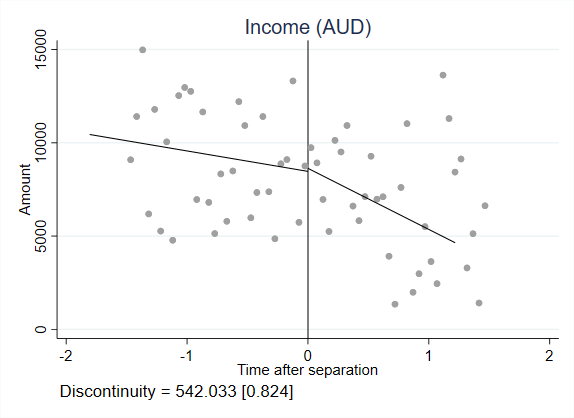 Income (AUD)
15000
10000
5000
0
Amount
-2
-1
0
1
2
Time after separation
Discontinuity = 542.033 [0.824]